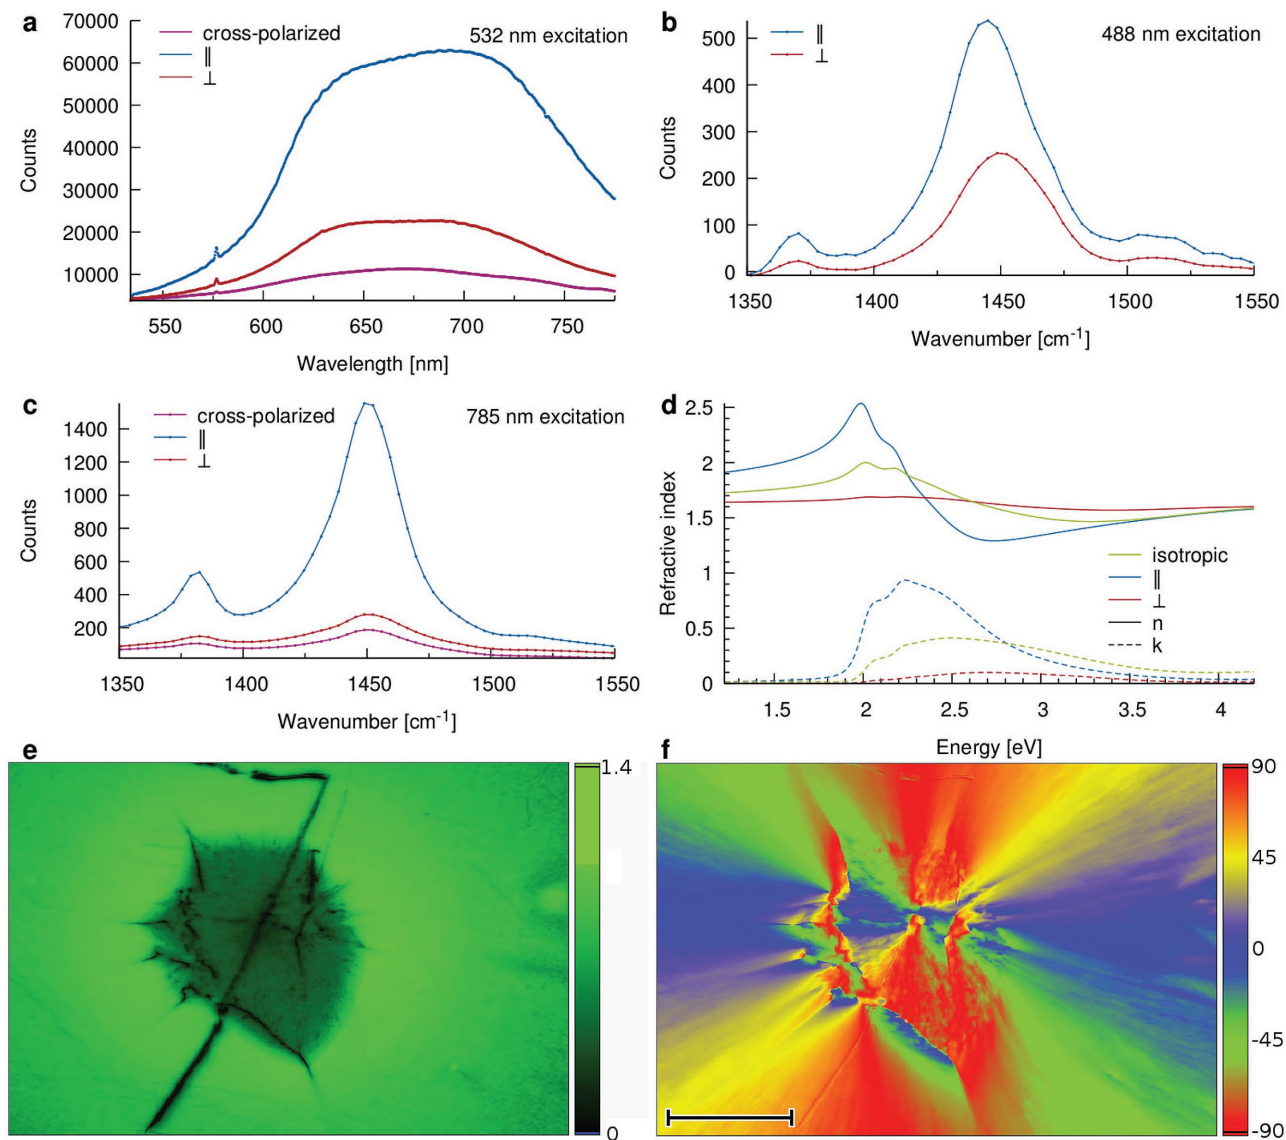 a
70000
60000
50000
40000
30000
20000
10000
Counts
cross-polarized
||
⊥
532 nm excitation
550 600 650 700 750
Wavelength [nm]
b
500
400
300
200
100
0
Counts
||
⊥
488 nm excitation
1350 1400 1450 1500 1550
Wavenumber [cm⁻¹]
c
1400
1200
1000
800
600
400
200
Counts
cross-polarized
||
⊥
785 nm excitation
1350 1400 1450 1500 1550
Wavenumber [cm⁻¹]
d
2.5
2
1.5
1
0.5
0
Refractive index
isotropic
||
⊥
n
k
1.5 2 2.5 3 3.5 4
Energy [eV]
e
1.4
0
f
90
45
0
-45
-90